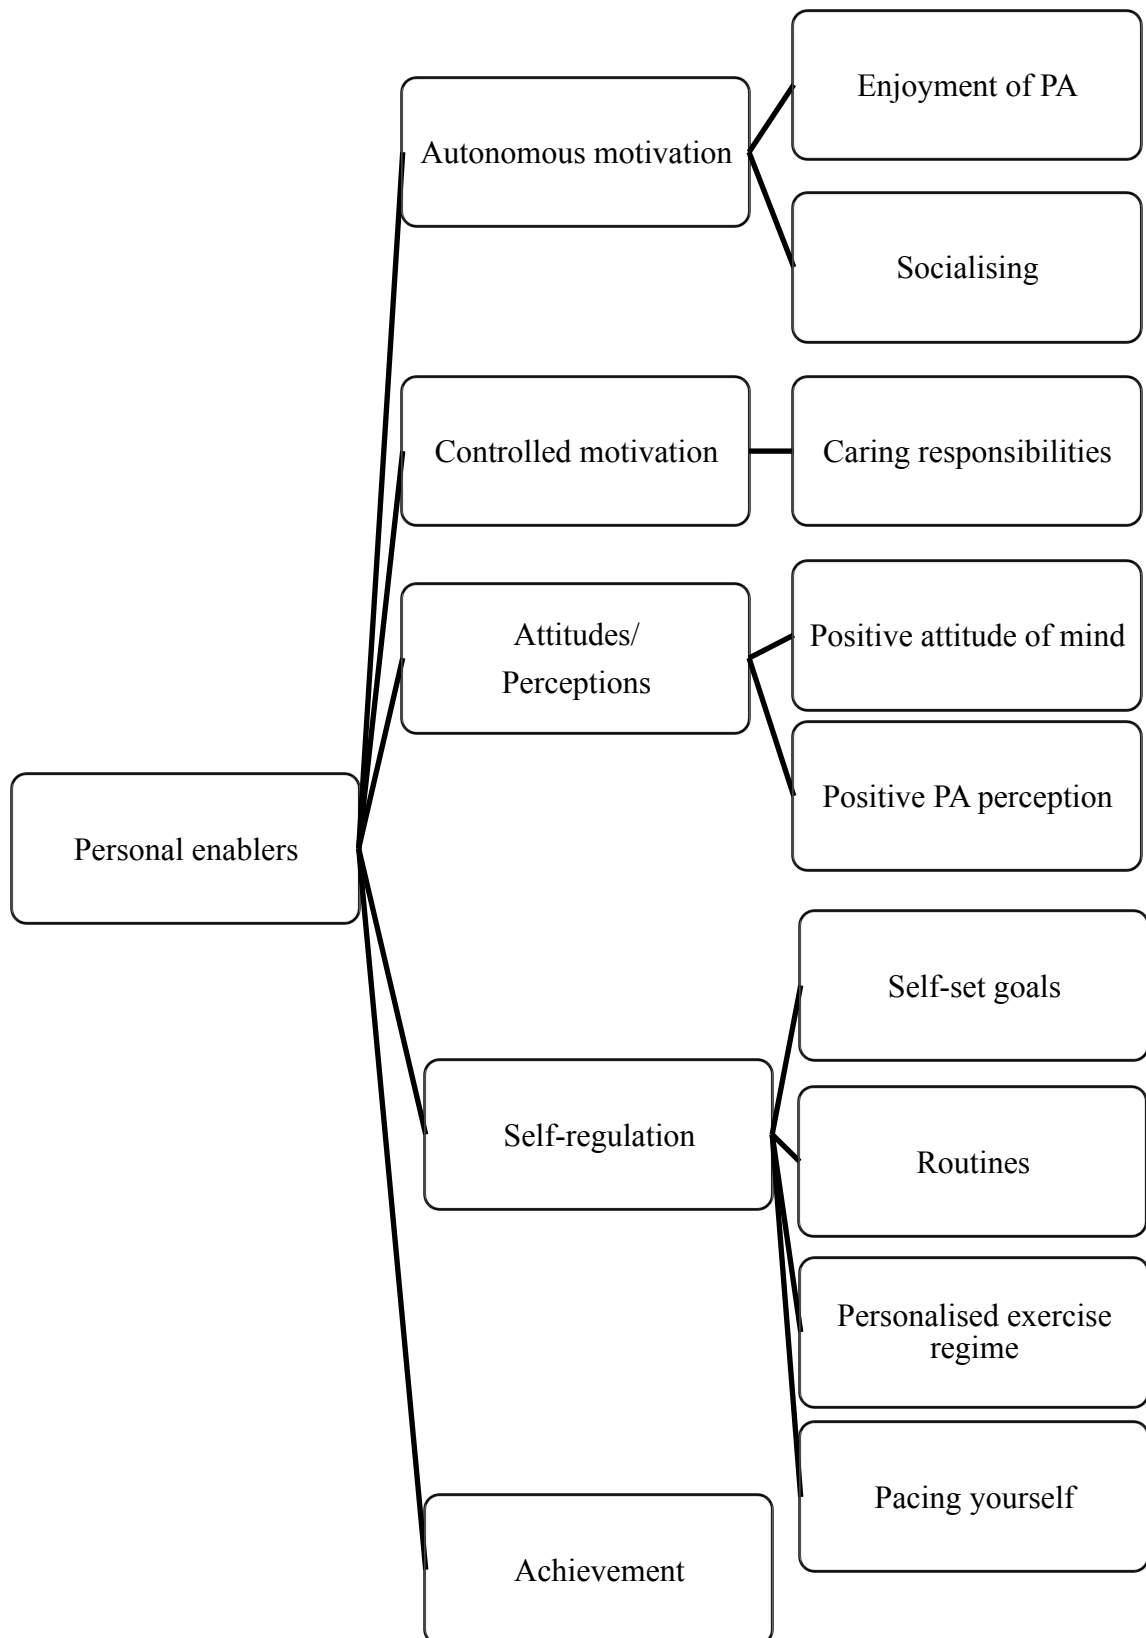 Personal enablers
Autonomous motivation
Enjoyment of PA
Socialising
Controlled motivation
Caring responsibilities
Attitudes/
Perceptions
Positive attitude of mind
Positive PA perception
Self-regulation
Self-set goals
Routines
Personalised exercise
regime
Pacing yourself
Achievement